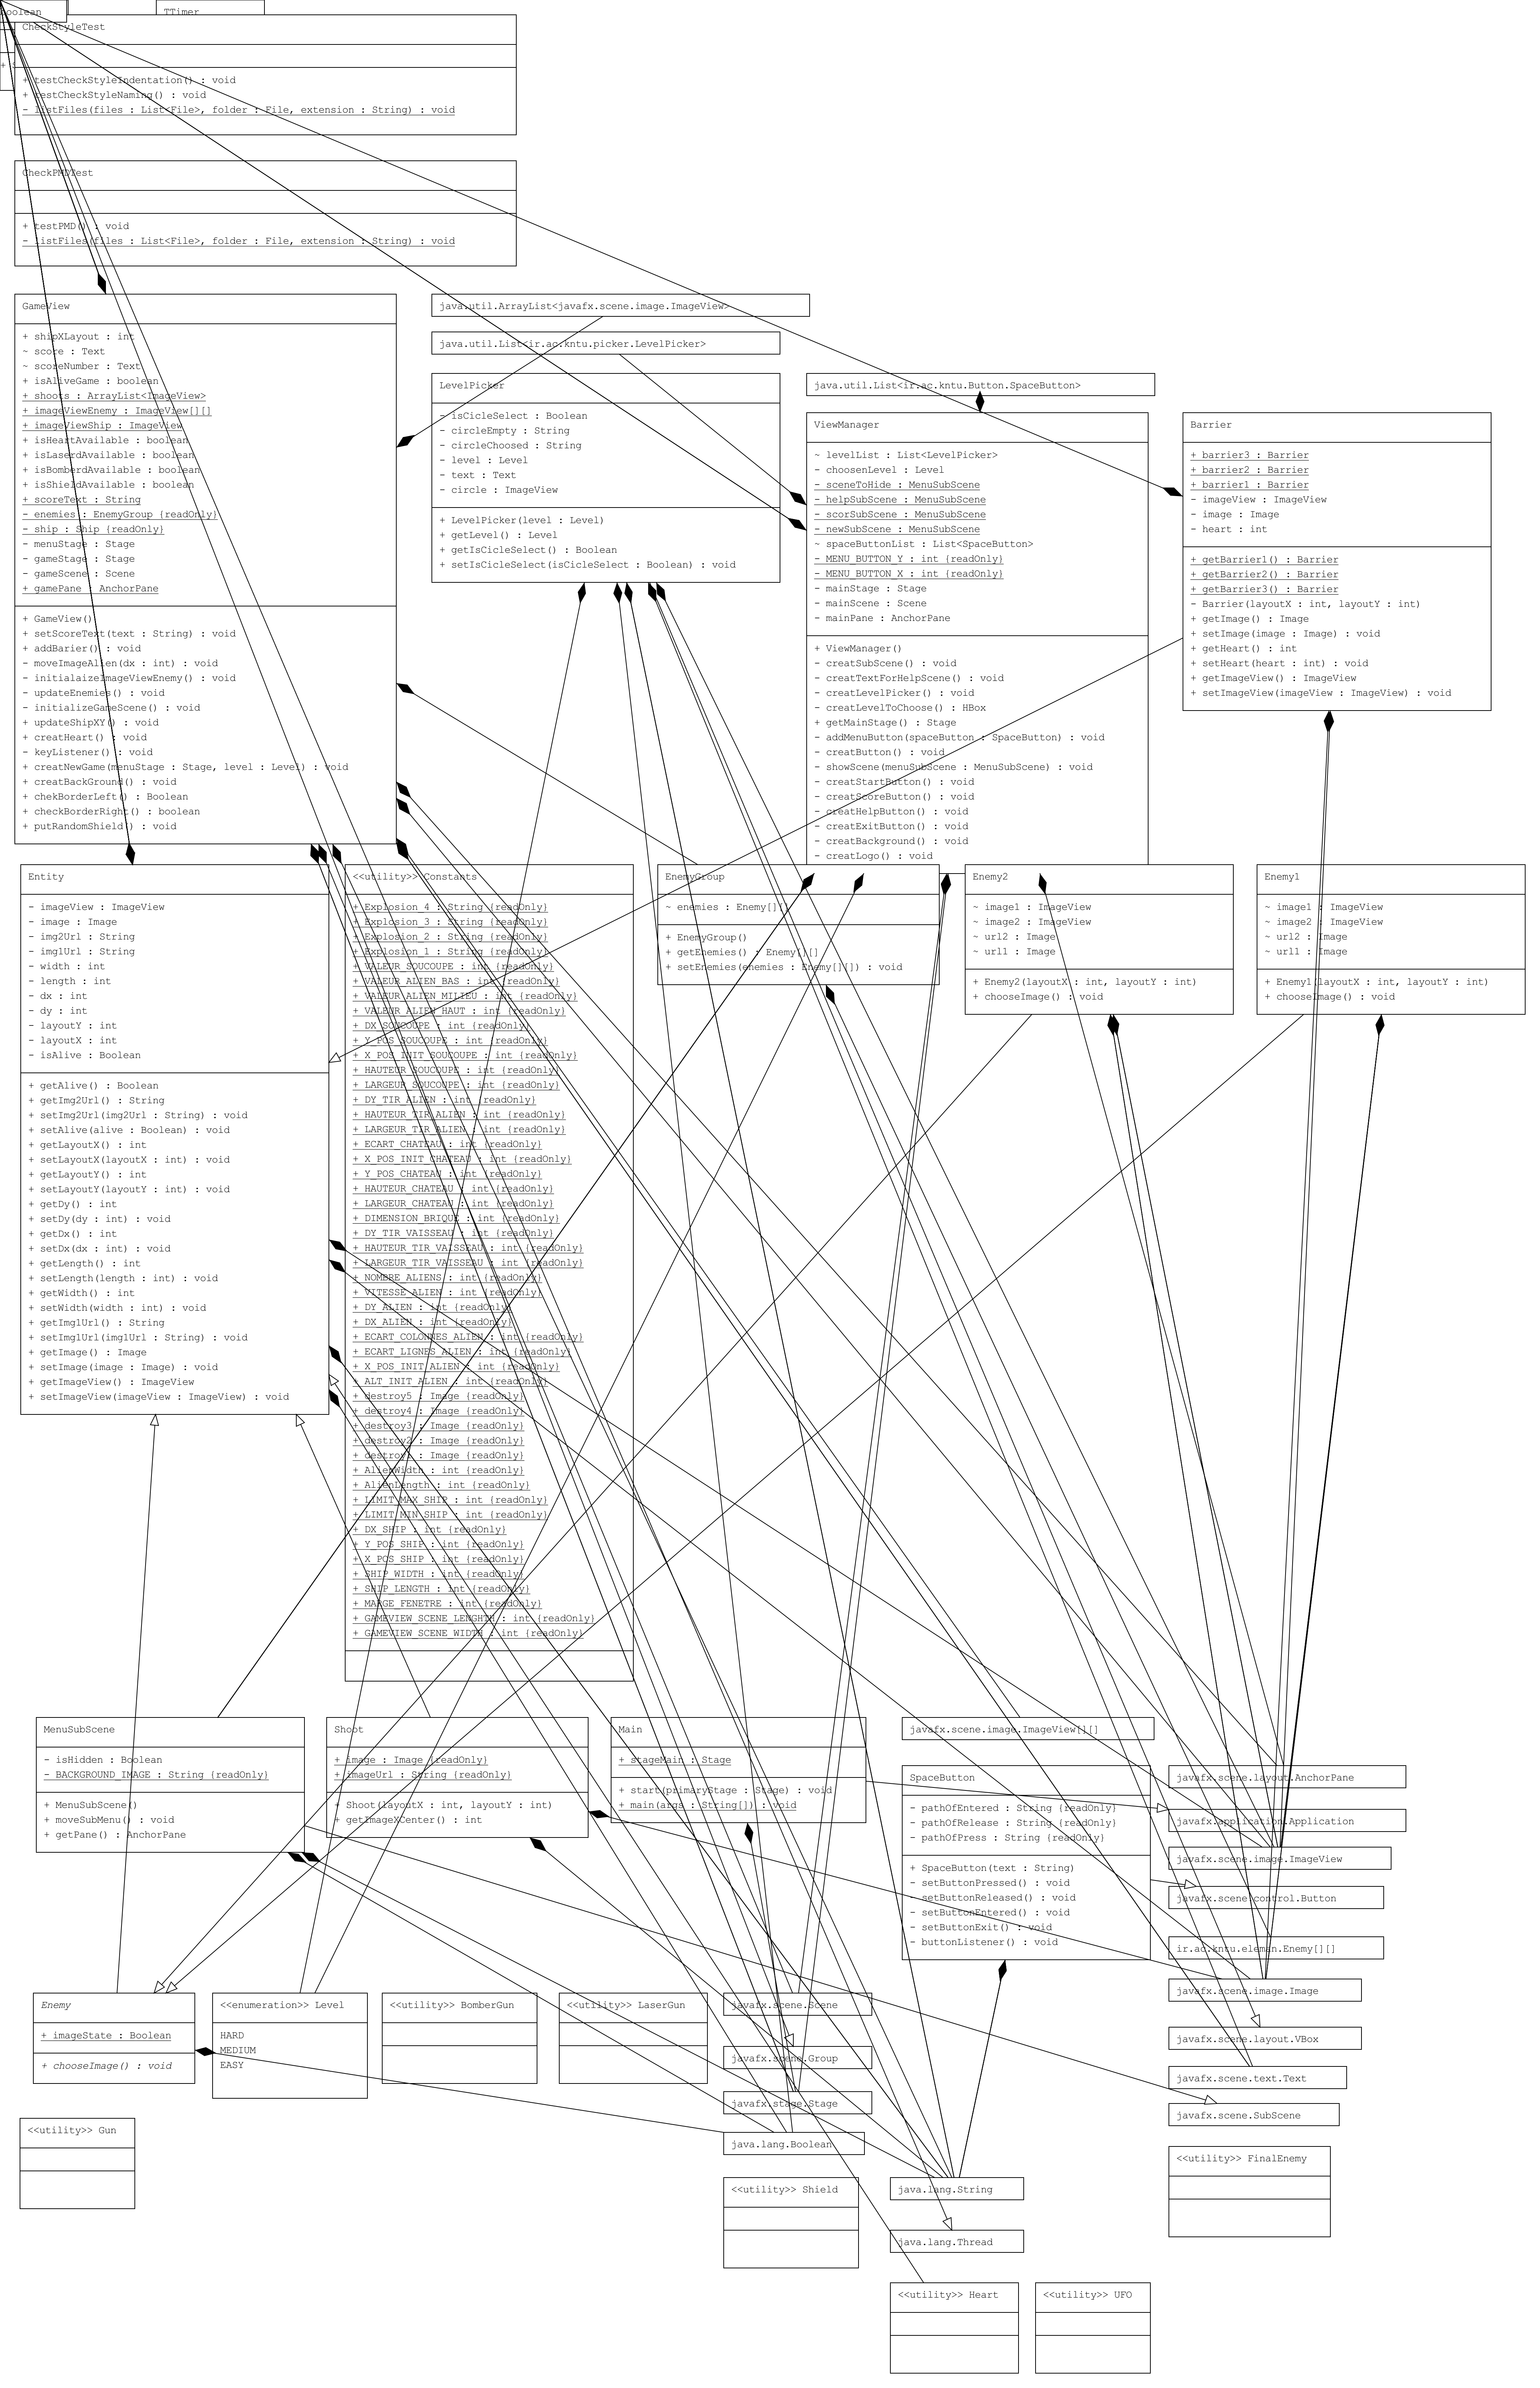 boolean
TTimer
CheckStyleTest
+ testCheckStyleIndentation() : void
+ testCheckStyleNaming() : void
- listFiles(files : List<File>, folder : File, extension : String) : void
CheckPMDTest
+ testPMD() : void
- listFiles(files : List<File>, folder : File, extension : String) : void
GameView
+ shipXLayout : int
~ score : Text
~ scoreNumber : Text
+ isAliveGame : boolean
+ shoots : ArrayList<ImageView>
+ imageViewEnemy : ImageView[][]
+ imageViewShip : ImageView
+ isHeartAvailable : boolean
+ isLaserdAvailable : boolean
+ isBomberdAvailable : boolean
+ isShieldAvailable : boolean
+ scoreText : String
- enemies : EnemyGroup {readOnly}
- ship : Ship {readOnly}
- menuStage : Stage
- gameStage : Stage
- gameScene : Scene
+ gamePane : AnchorPane
+ GameView()
+ setScoreText(text : String) : void
+ addBarier() : void
- moveImageAlien(dx : int) : void
- initialaizeImageViewEnemy() : void
- updateEnemies() : void
- initializeGameScene() : void
+ updateShipXY() : void
+ creatHeart() : void
- keyListener() : void
+ creatNewGame(menuStage : Stage, level : Level) : void
+ creatBackGround() : void
+ chekBorderLeft() : Boolean
+ checkBorderRight() : boolean
+ putRandomShield() : void
java.util.ArrayList<javafx.scene.image.ImageView>
java.util.List<ir.ac.kntu.picker.LevelPicker>
LevelPicker
- isCicleSelect : Boolean
- circleEmpty : String
- circleChoosed : String
- level : Level
- text : Text
- circle : ImageView
+ LevelPicker(level : Level)
+ getLevel() : Level
+ getIsCicleSelect() : Boolean
+ setIsCicleSelect(isCicleSelect : Boolean) : void
java.util.List<ir.ac.kntu.Button.SpaceButton>
ViewManager
~ levelList : List<LevelPicker>
- choosenLevel : Level
- sceneToHide : MenuSubScene
- helpSubScene : MenuSubScene
- scorSubScene : MenuSubScene
- newSubScene : MenuSubScene
~ spaceButtonList : List<SpaceButton>
- MENU_BUTTON_Y : int {readOnly}
- MENU_BUTTON_X : int {readOnly}
- mainStage : Stage
- mainScene : Scene
- mainPane : AnchorPane
+ ViewManager()
- creatSubScene() : void
- creatTextForHelpScene() : void
- creatLevelPicker() : void
- creatLevelToChoose() : HBox
+ getMainStage() : Stage
- addMenuButton(spaceButton : SpaceButton) : void
- creatButton() : void
- showScene(menuSubScene : MenuSubScene) : void
- creatStartButton() : void
- creatScoreButton() : void
- creatHelpButton() : void
- creatExitButton() : void
- creatBackground() : void
- creatLogo() : void
Barrier
+ barrier3 : Barrier
+ barrier2 : Barrier
+ barrier1 : Barrier
- imageView : ImageView
- image : Image
- heart : int
+ getBarrier1() : Barrier
+ getBarrier2() : Barrier
+ getBarrier3() : Barrier
- Barrier(layoutX : int, layoutY : int)
+ getImage() : Image
+ setImage(image : Image) : void
+ getHeart() : int
+ setHeart(heart : int) : void
+ getImageView() : ImageView
+ setImageView(imageView : ImageView) : void
Entity
- imageView : ImageView
- image : Image
- img2Url : String
- img1Url : String
- width : int
- length : int
- dx : int
- dy : int
- layoutY : int
- layoutX : int
- isAlive : Boolean
+ getAlive() : Boolean
+ getImg2Url() : String
+ setImg2Url(img2Url : String) : void
+ setAlive(alive : Boolean) : void
+ getLayoutX() : int
+ setLayoutX(layoutX : int) : void
+ getLayoutY() : int
+ setLayoutY(layoutY : int) : void
+ getDy() : int
+ setDy(dy : int) : void
+ getDx() : int
+ setDx(dx : int) : void
+ getLength() : int
+ setLength(length : int) : void
+ getWidth() : int
+ setWidth(width : int) : void
+ getImg1Url() : String
+ setImg1Url(img1Url : String) : void
+ getImage() : Image
+ setImage(image : Image) : void
+ getImageView() : ImageView
+ setImageView(imageView : ImageView) : void
<<utility>> Constants
+ Explosion_4 : String {readOnly}
+ Explosion_3 : String {readOnly}
+ Explosion_2 : String {readOnly}
+ Explosion_1 : String {readOnly}
+ VALEUR_SOUCOUPE : int {readOnly}
+ VALEUR_ALIEN_BAS : int {readOnly}
+ VALEUR_ALIEN_MILIEU : int {readOnly}
+ VALEUR_ALIEN_HAUT : int {readOnly}
+ DX_SOUCOUPE : int {readOnly}
+ Y_POS_SOUCOUPE : int {readOnly}
+ X_POS_INIT_SOUCOUPE : int {readOnly}
+ HAUTEUR_SOUCOUPE : int {readOnly}
+ LARGEUR_SOUCOUPE : int {readOnly}
+ DY_TIR_ALIEN : int {readOnly}
+ HAUTEUR_TIR_ALIEN : int {readOnly}
+ LARGEUR_TIR_ALIEN : int {readOnly}
+ ECART_CHATEAU : int {readOnly}
+ X_POS_INIT_CHATEAU : int {readOnly}
+ Y_POS_CHATEAU : int {readOnly}
+ HAUTEUR_CHATEAU : int {readOnly}
+ LARGEUR_CHATEAU : int {readOnly}
+ DIMENSION_BRIQUE : int {readOnly}
+ DY_TIR_VAISSEAU : int {readOnly}
+ HAUTEUR_TIR_VAISSEAU : int {readOnly}
+ LARGEUR_TIR_VAISSEAU : int {readOnly}
+ NOMBRE_ALIENS : int {readOnly}
+ VITESSE_ALIEN : int {readOnly}
+ DY_ALIEN : int {readOnly}
+ DX_ALIEN : int {readOnly}
+ ECART_COLONNES_ALIEN : int {readOnly}
+ ECART_LIGNES_ALIEN : int {readOnly}
+ X_POS_INIT_ALIEN : int {readOnly}
+ ALT_INIT_ALIEN : int {readOnly}
+ destroy5 : Image {readOnly}
+ destroy4 : Image {readOnly}
+ destroy3 : Image {readOnly}
+ destroy2 : Image {readOnly}
+ destroy1 : Image {readOnly}
+ AlienWidth : int {readOnly}
+ AlienLength : int {readOnly}
+ LIMIT_MAX_SHIP : int {readOnly}
+ LIMIT_MIN_SHIP : int {readOnly}
+ DX_SHIP : int {readOnly}
+ Y_POS_SHIP : int {readOnly}
+ X_POS_SHIP : int {readOnly}
+ SHIP_WIDTH : int {readOnly}
+ SHIP_LENGTH : int {readOnly}
+ MARGE_FENETRE : int {readOnly}
+ GAMEVIEW_SCENE_LENGHTH : int {readOnly}
+ GAMEVIEW_SCENE_WIDTH : int {readOnly}
EnemyGroup
~ enemies : Enemy[][]
+ EnemyGroup()
+ getEnemies() : Enemy[][]
+ setEnemies(enemies : Enemy[][]) : void
Enemy2
~ image1 : ImageView
~ image2 : ImageView
~ url2 : Image
~ url1 : Image
+ Enemy2(layoutX : int, layoutY : int)
+ chooseImage() : void
Enemy1
~ image1 : ImageView
~ image2 : ImageView
~ url2 : Image
~ url1 : Image
+ Enemy1(layoutX : int, layoutY : int)
+ chooseImage() : void
MenuSubScene
- isHidden : Boolean
- BACKGROUND_IMAGE : String {readOnly}
+ MenuSubScene()
+ moveSubMenu() : void
+ getPane() : AnchorPane
Shoot
+ image : Image {readOnly}
+ imageUrl : String {readOnly}
+ Shoot(layoutX : int, layoutY : int)
+ getImageXCenter() : int
Main
+ stageMain : Stage
+ start(primaryStage : Stage) : void
+ main(args : String[]) : void
javafx.scene.image.ImageView[][]
SpaceButton
- pathOfEntered : String {readOnly}
- pathOfRelease : String {readOnly}
- pathOfPress : String {readOnly}
+ SpaceButton(text : String)
- setButtonPressed() : void
- setButtonReleased() : void
- setButtonEntered() : void
- setButtonExit() : void
- buttonListener() : void
javafx.scene.layout.AnchorPane
javafx.application.Application
javafx.scene.image.ImageView
javafx.scene.control.Button
ir.ac.kntu.eleman.Enemy[][]
javafx.scene.image.Image
javafx.scene.layout.VBox
javafx.scene.text.Text
javafx.scene.SubScene
<<utility>> FinalEnemy
Enemy
+ imageState : Boolean
+ chooseImage() : void
<<enumeration>> Level
HARD
MEDIUM
EASY
<<utility>> BomberGun
<<utility>> LaserGun
javafx.scene.Scene
javafx.scene.Group
javafx.stage.Stage
java.lang.Boolean
<<utility>> Gun
<<utility>> Shield
java.lang.String
java.lang.Thread
<<utility>> Heart
<<utility>> UFO